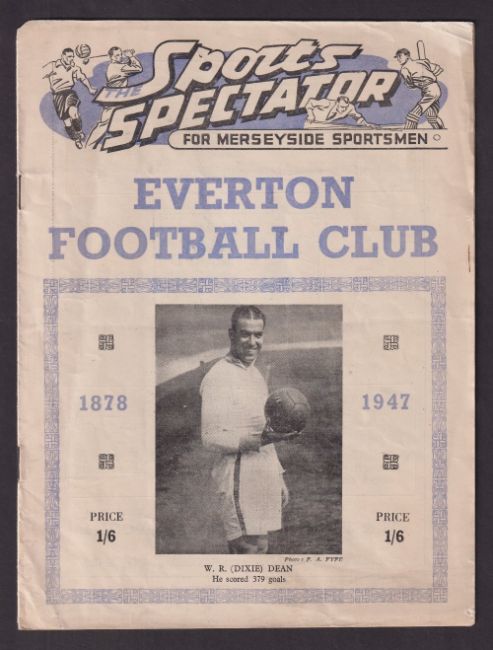 THE Sports
SPECTATOR
FOR MERSEYSIDE SPORTSMEN
EVERTON
FOOTBALL CLUB
1878
1947
PRICE
1/6
PRICE
1/6
Photo: F. A. FYFE
W. R. (DIXIE) DEAN
He scored 379 goals